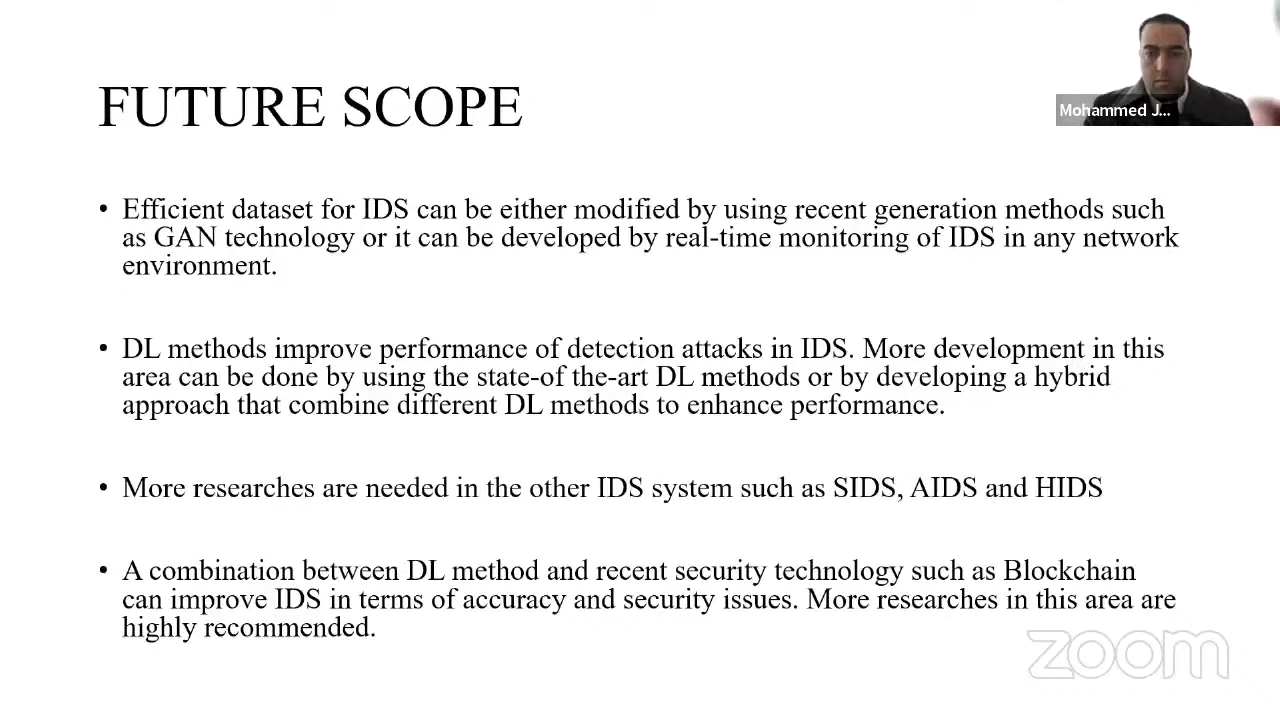 Mohammed J...
FUTURE SCOPE
• Efficient dataset for IDS can be either modified by using recent generation methods such
as GAN technology or it can be developed by real-time monitoring of IDS in any network
environment.
• DL methods improve performance of detection attacks in IDS. More development in this
area can be done by using the state-of the-art DL methods or by developing a hybrid
approach that combine different DL methods to enhance performance.
• More researches are needed in the other IDS system such as SIDS, AIDS and HIDS
• A combination between DL method and recent security technology such as Blockchain
can improve IDS in terms of accuracy and security issues. More researches in this area are
highly recommended.
zoom